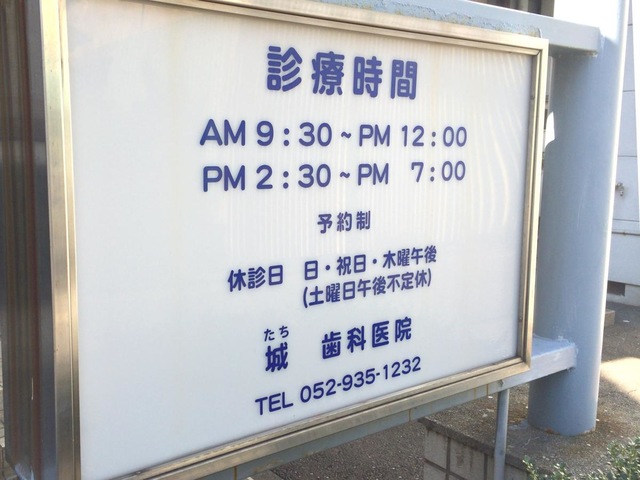 診療時間
AM 9：30～PM 12：00
PM 2：30～PM 7：00
予約制
休診日 日・祝日・木曜午後
(土曜日午後不定休)
たち
城 歯科医院
TEL 052-935-1232